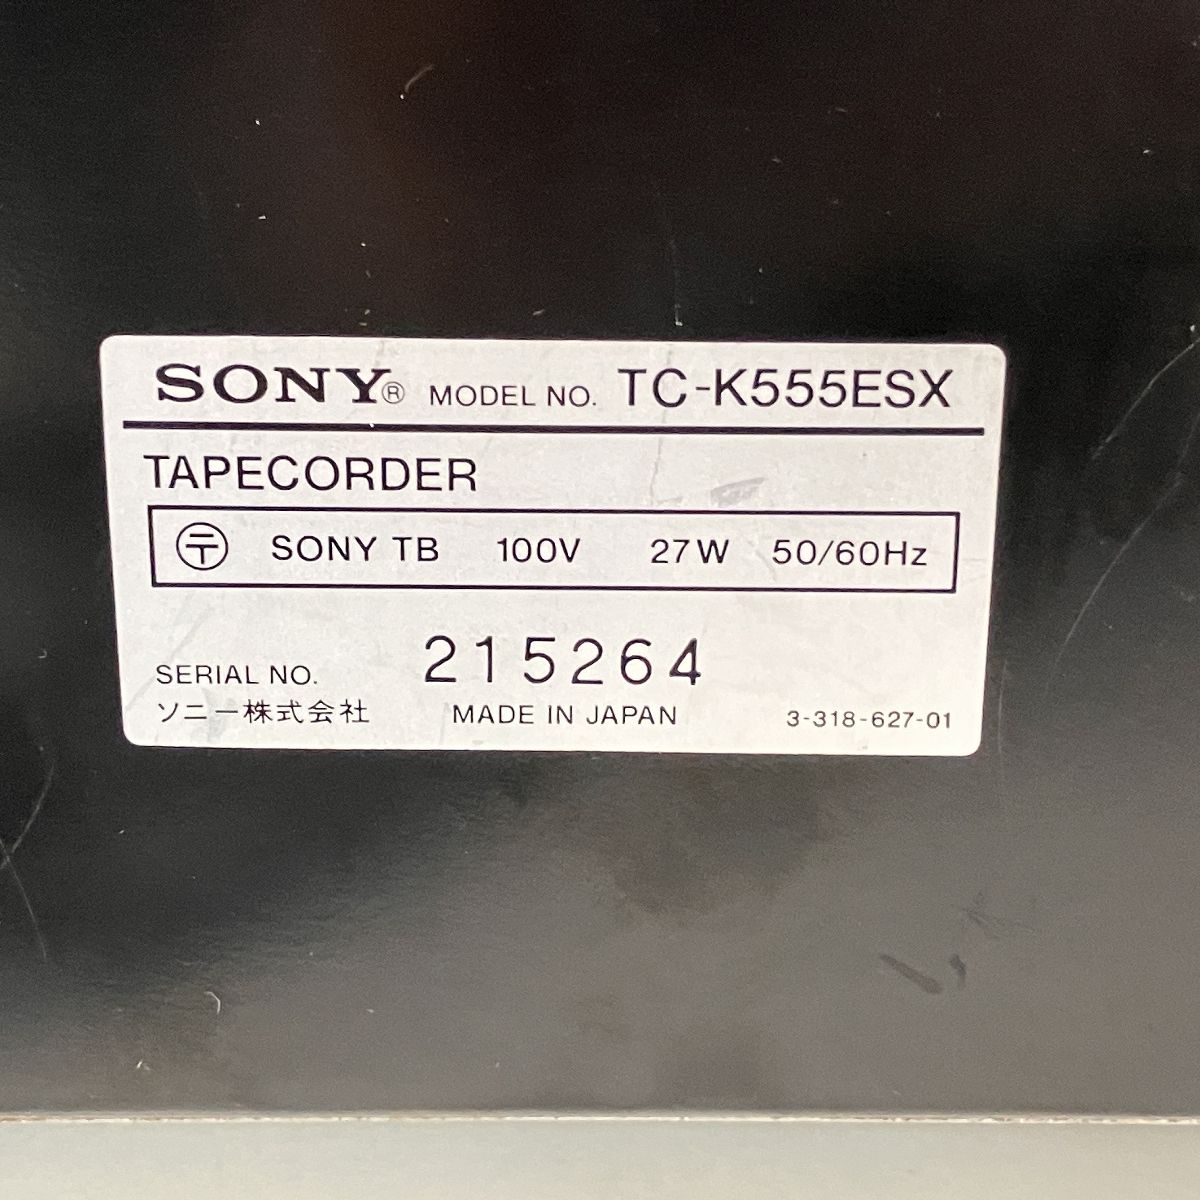 SONY® MODEL NO. TC-K555ESX
TAPECORDER
〒 SONY TB 100V 27W 50/60Hz
SERIAL NO. 215264
ソニー株式会社 MADE IN JAPAN 3-318-627-01